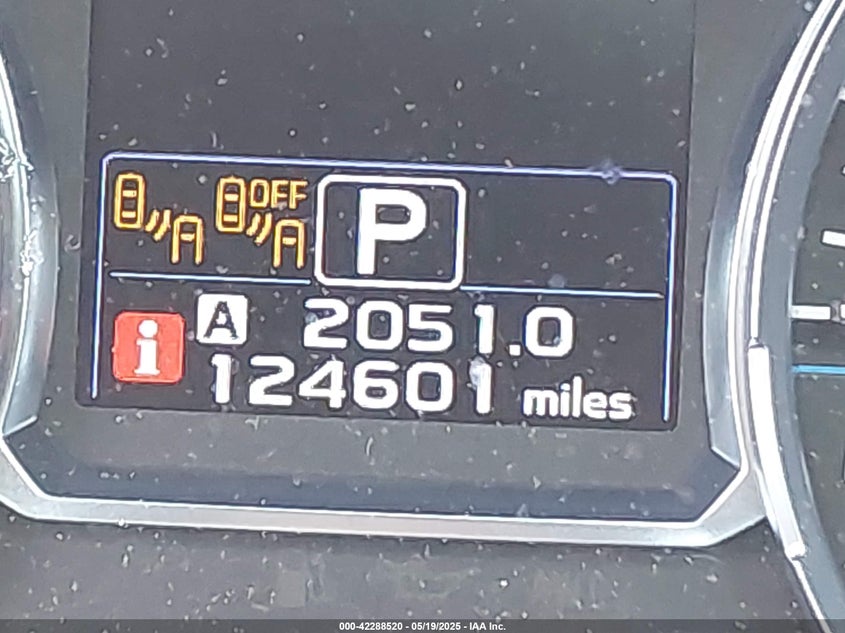 OFF P
i A 2051.0
124601 miles
000-42288520 - 05/19/2025 - IAA Inc.